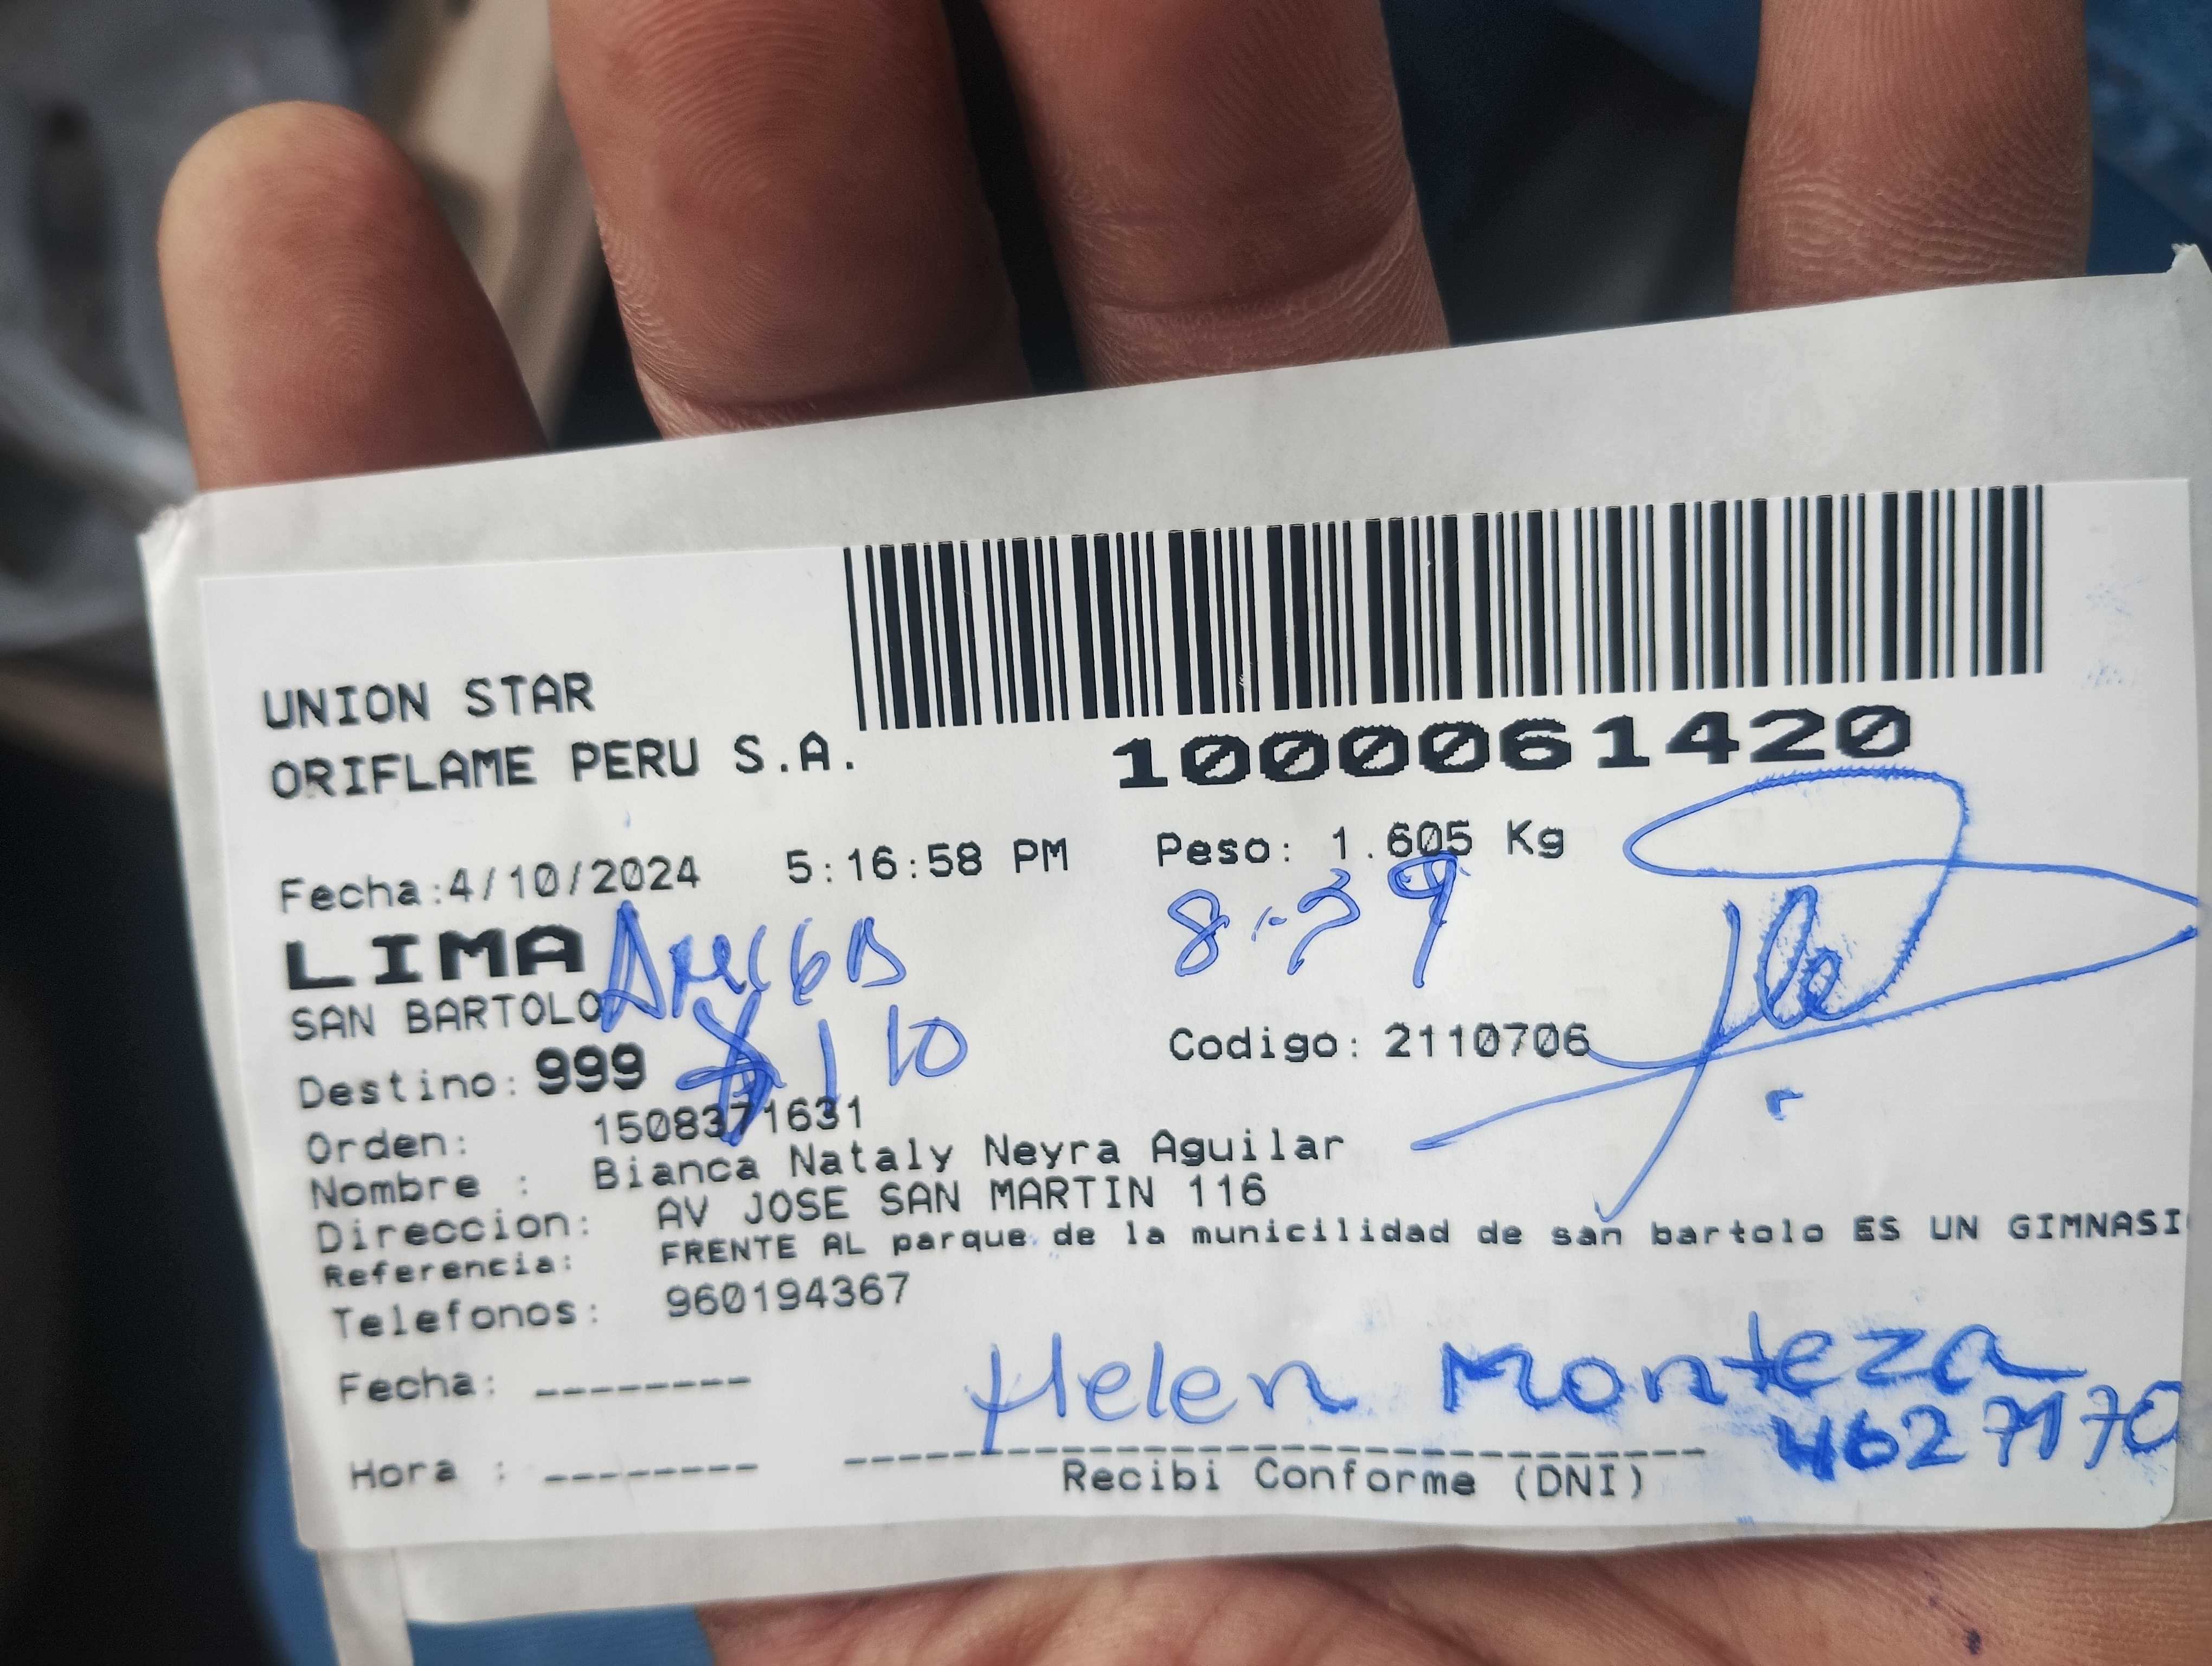 UNION STAR
ORIFLAME PERU S.A.
1000061420
Fecha:4/10/2024 5:16:58 PM Peso: 1.605 Kg
LIMA
SAN BARTOLO
Destino: 999 Codigo: 2110706
Orden: 1508371631
Nombre : Bianca Nataly Neyra Aguilar
Direccion: AV JOSE SAN MARTIN 116
Referencia: FRENTE AL parque de la municilidad de san bartolo ES UN GIMNASI
Telefonos: 960194367
Fecha: --------
Helen Monteza
Hora : --------
Recibi Conforme (DNI)